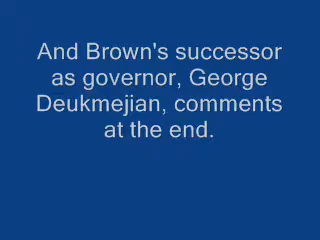 And Brown's successor
as governor, George
Deukmejian, comments
at the end.